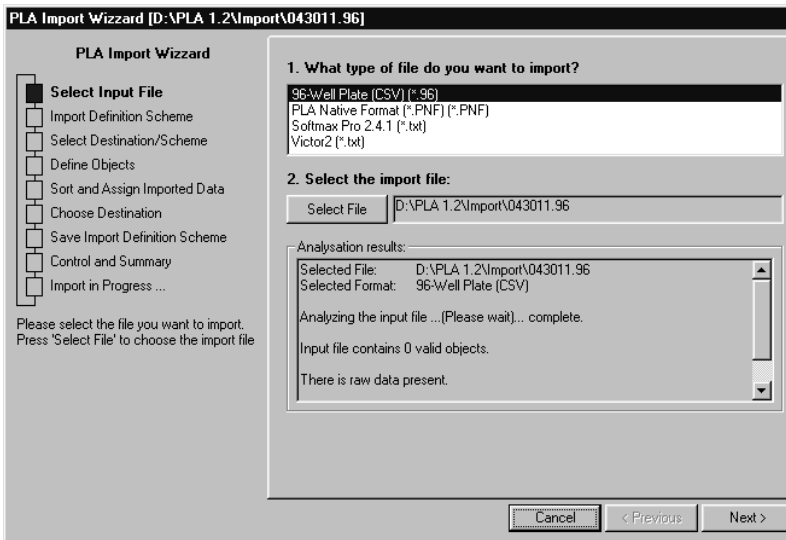 PLA Import Wizzard [D:\PLA 1.2\Import\043011.96]
PLA Import Wizzard
Select Input File
Import Definition Scheme
Select Destination/Scheme
Define Objects
Sort and Assign Imported Data
Choose Destination
Save Import Definition Scheme
Control and Summary
Import in Progress ...
Please select the file you want to import.
Press 'Select File' to choose the import file
1. What type of file do you want to import?
96-Well Plate (CSV) (*.96)
PLA Native Format (*.PNF) (*.PNF)
Softmax Pro 2.4.1 (*.txt)
Victor2 (*.txt)
2. Select the import file:
Select File D:\PLA 1.2\Import\043011.96
Analysation results:
Selected File: D:\PLA 1.2\Import\043011.96
Selected Format: 96-Well Plate (CSV)
Analyzing the input file ...(Please wait)... complete.
Input file contains 0 valid objects.
There is raw data present.
Cancel < Previous Next >